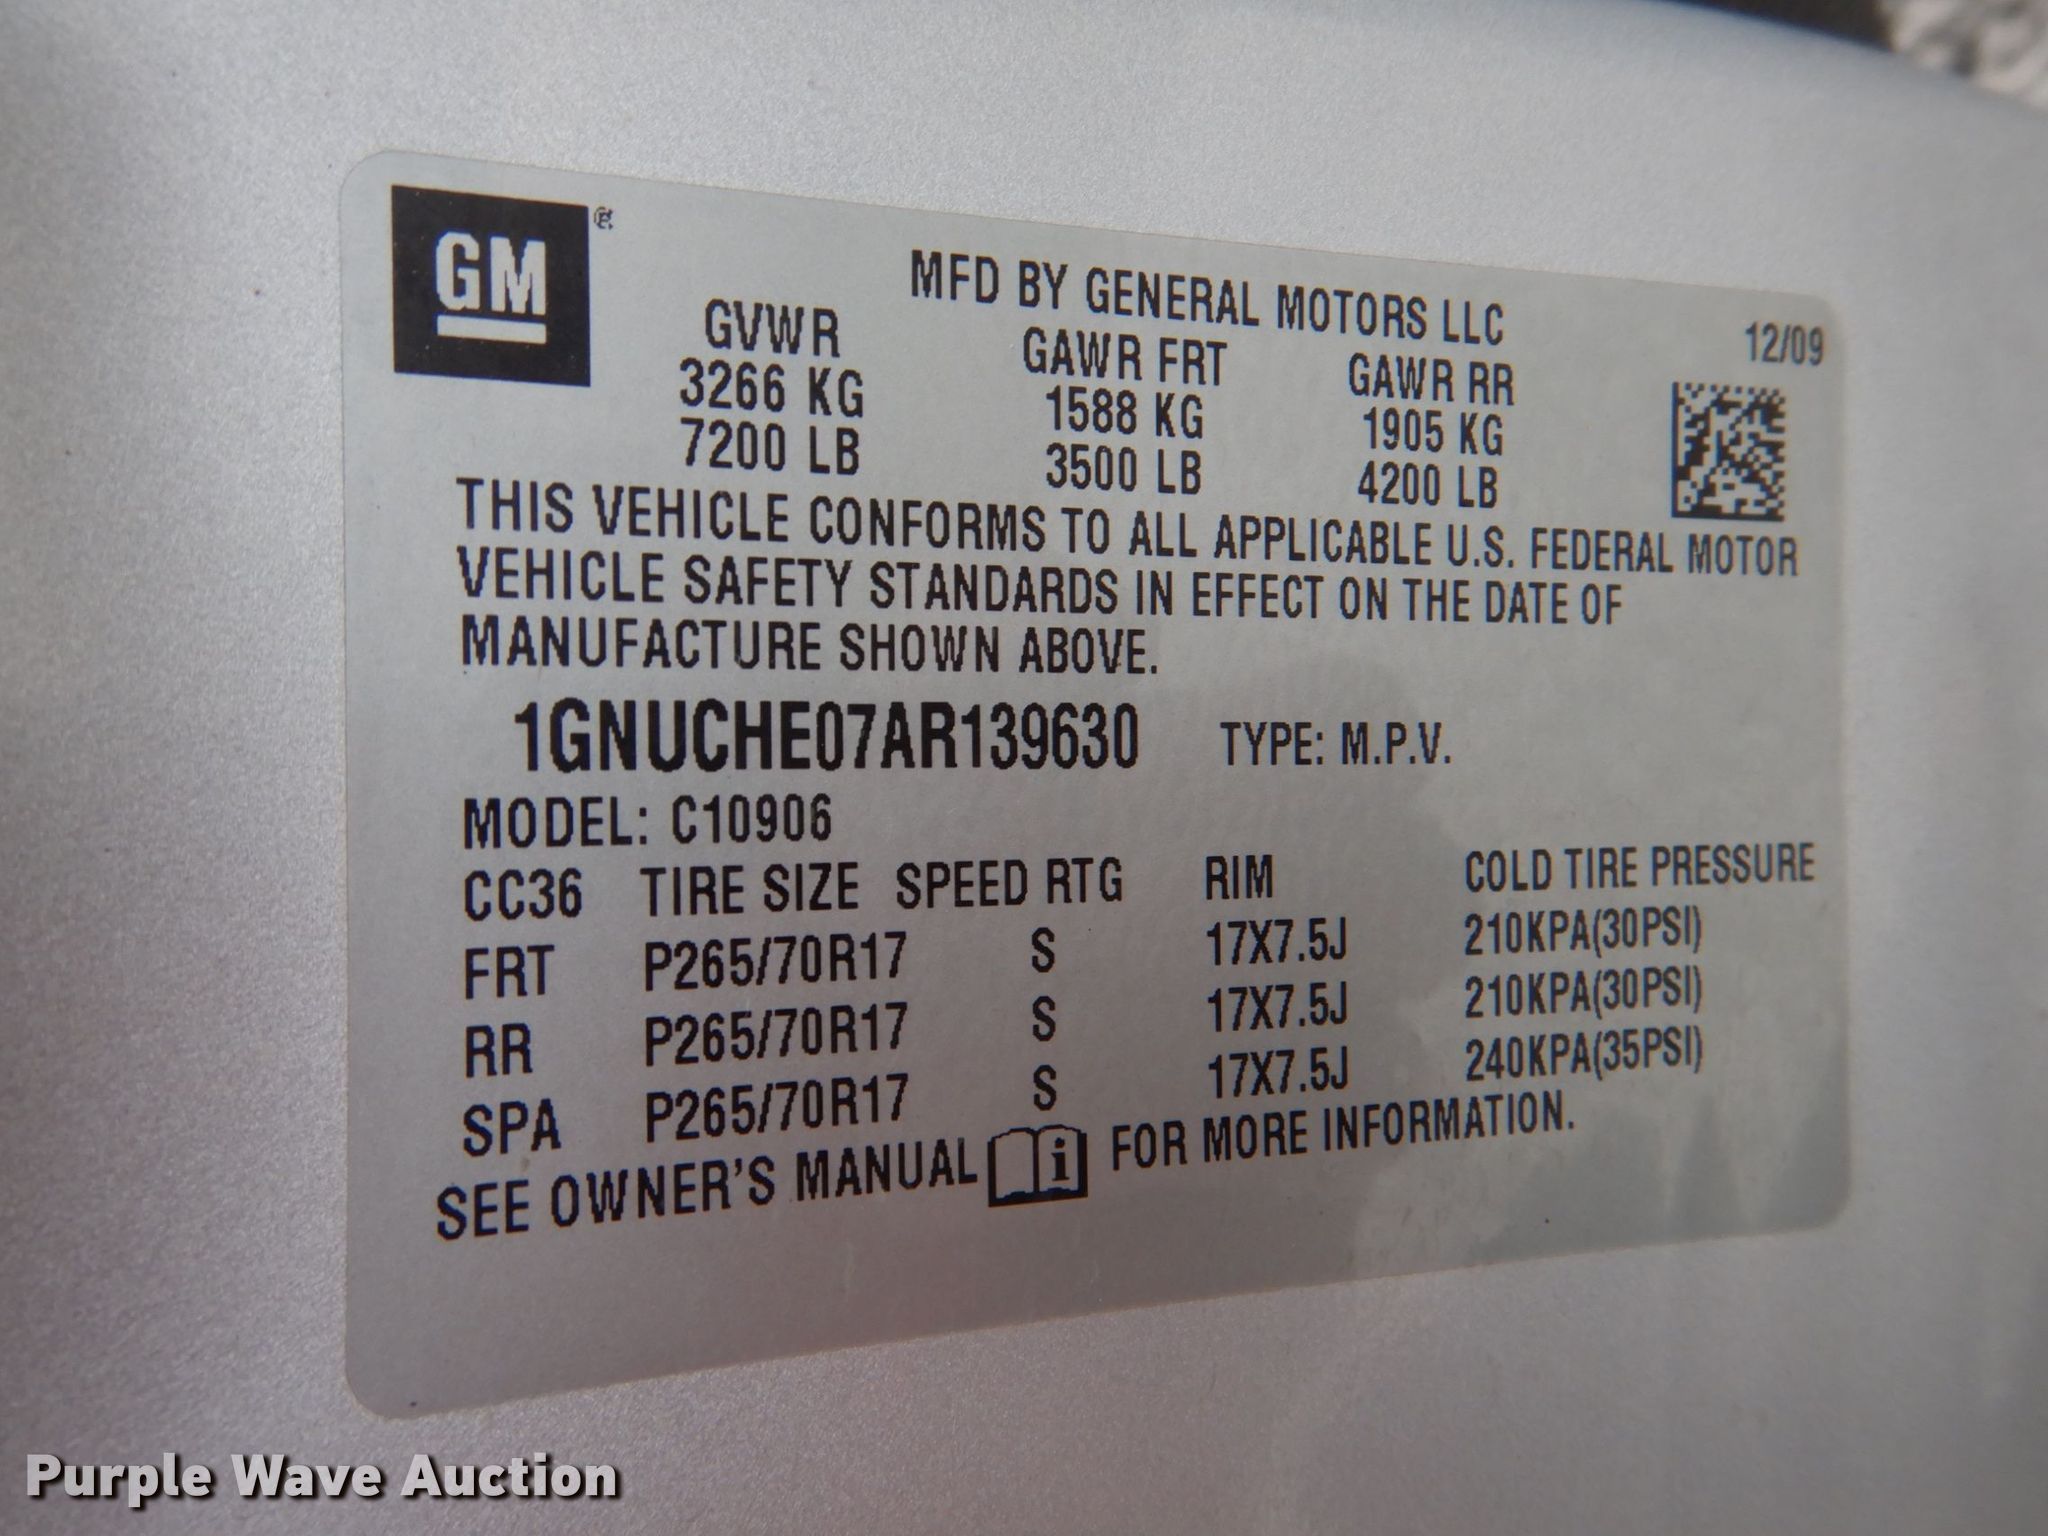 GM
MFD BY GENERAL MOTORS LLC
12/09
GVWR GAWR FRT GAWR RR
3266 KG 1588 KG 1905 KG
7200 LB 3500 LB 4200 LB
THIS VEHICLE CONFORMS TO ALL APPLICABLE U.S. FEDERAL MOTOR
VEHICLE SAFETY STANDARDS IN EFFECT ON THE DATE OF
MANUFACTURE SHOWN ABOVE.
1GNUCHE07AR139630 TYPE: M.P.V.
MODEL: C10906
CC36 TIRE SIZE SPEED RTG RIM COLD TIRE PRESSURE
FRT P265/70R17 S 17X7.5J 210KPA(30PSI)
RR P265/70R17 S 17X7.5J 210KPA(30PSI)
SPA P265/70R17 S 17X7.5J 240KPA(35PSI)
SEE OWNER'S MANUAL i FOR MORE INFORMATION.
Purple Wave Auction